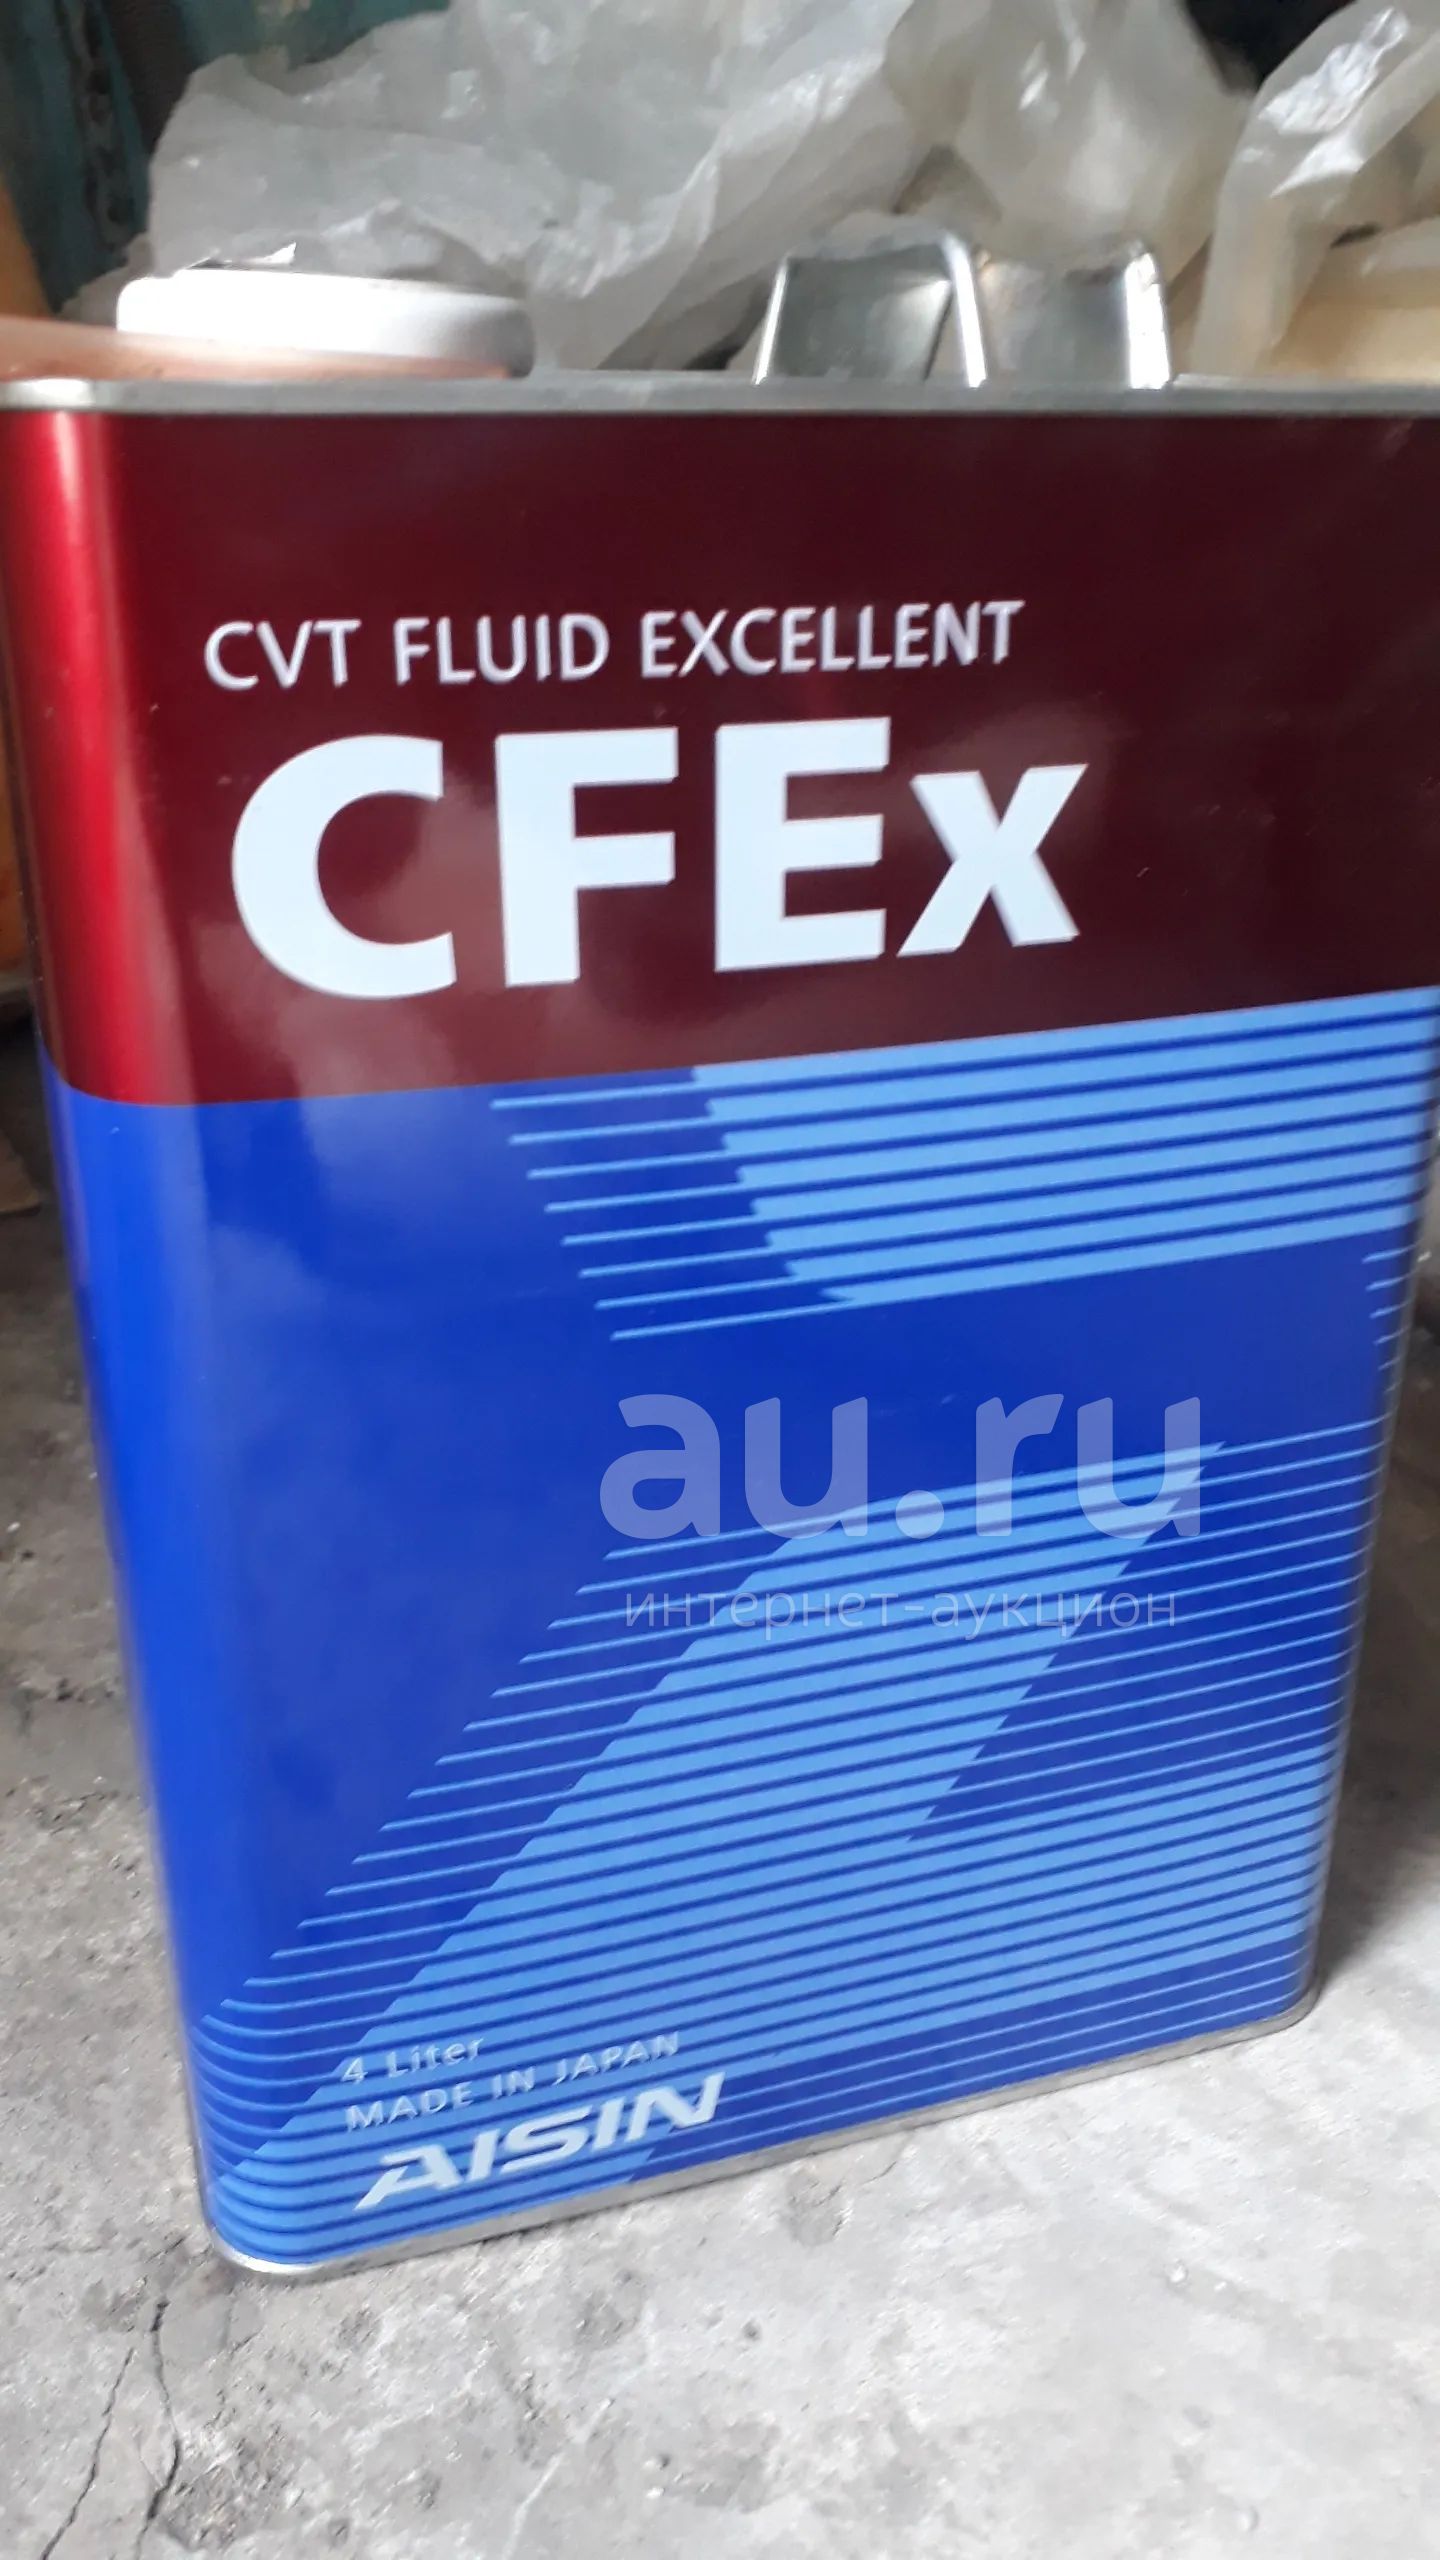 CVT FLUID EXCELLENT
CFEx
au.ru
интернет-аукцион
4 Liter
MADE IN JAPAN
AISIN